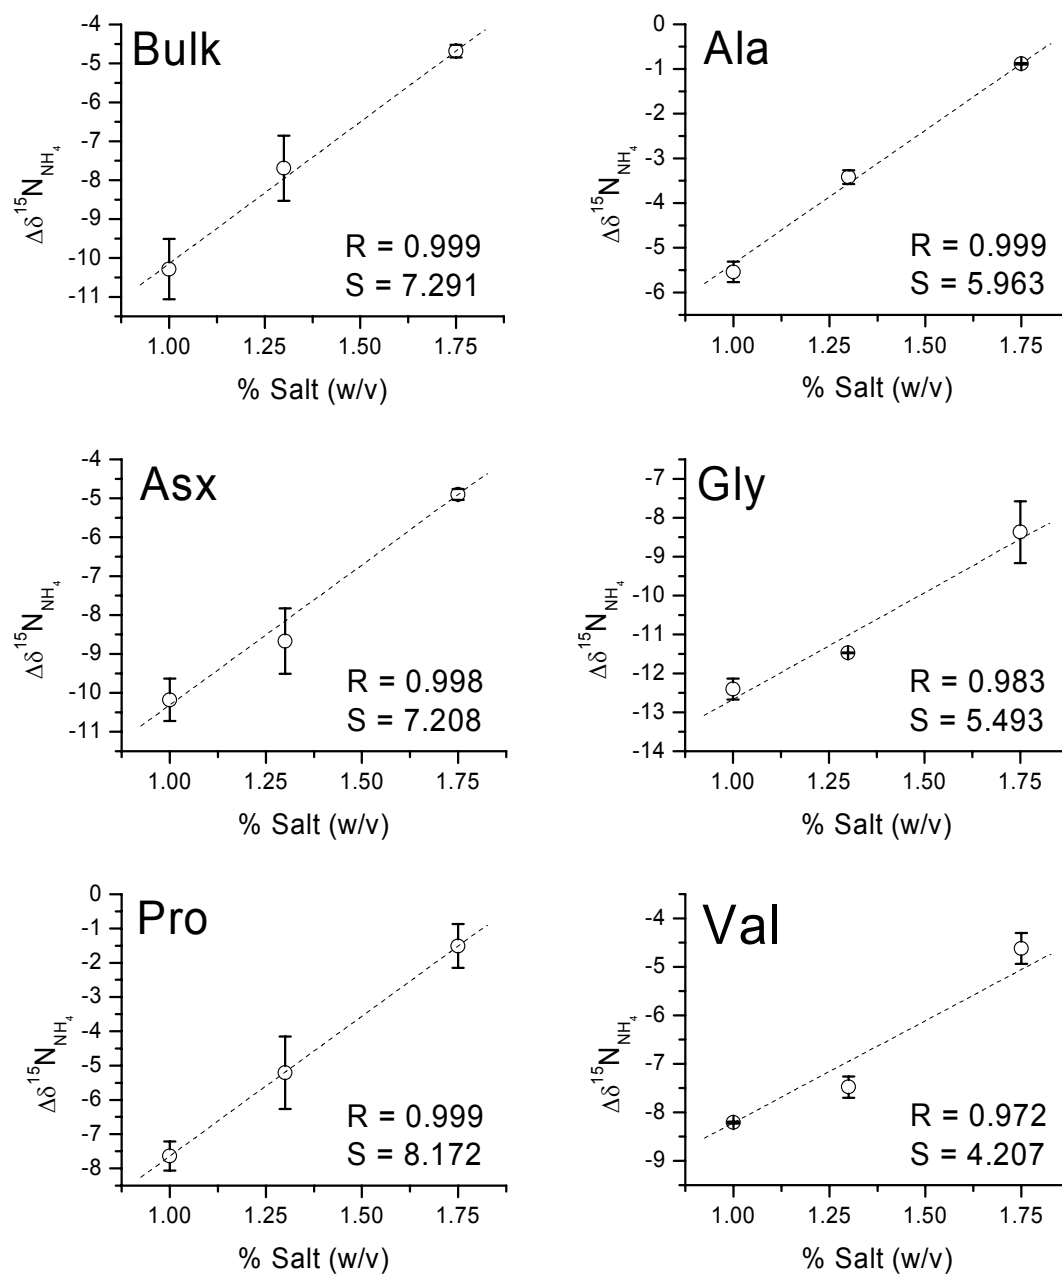 Bulk
-4
-5
-6
-7
-8
-9
-10
-11
Δδ¹⁵N_NH₄
R = 0.999
S = 7.291
1.00 1.25 1.50 1.75
% Salt (w/v)
Ala
0
-1
-2
-3
-4
-5
-6
Δδ¹⁵N_NH₄
R = 0.999
S = 5.963
1.00 1.25 1.50 1.75
% Salt (w/v)
Asx
-4
-5
-6
-7
-8
-9
-10
-11
Δδ¹⁵N_NH₄
R = 0.998
S = 7.208
1.00 1.25 1.50 1.75
% Salt (w/v)
Gly
-7
-8
-9
-10
-11
-12
-13
-14
Δδ¹⁵N_NH₄
R = 0.983
S = 5.493
1.00 1.25 1.50 1.75
% Salt (w/v)
Pro
0
-1
-2
-3
-4
-5
-6
-7
-8
Δδ¹⁵N_NH₄
R = 0.999
S = 8.172
1.00 1.25 1.50 1.75
% Salt (w/v)
Val
-4
-5
-6
-7
-8
-9
Δδ¹⁵N_NH₄
R = 0.972
S = 4.207
1.00 1.25 1.50 1.75
% Salt (w/v)